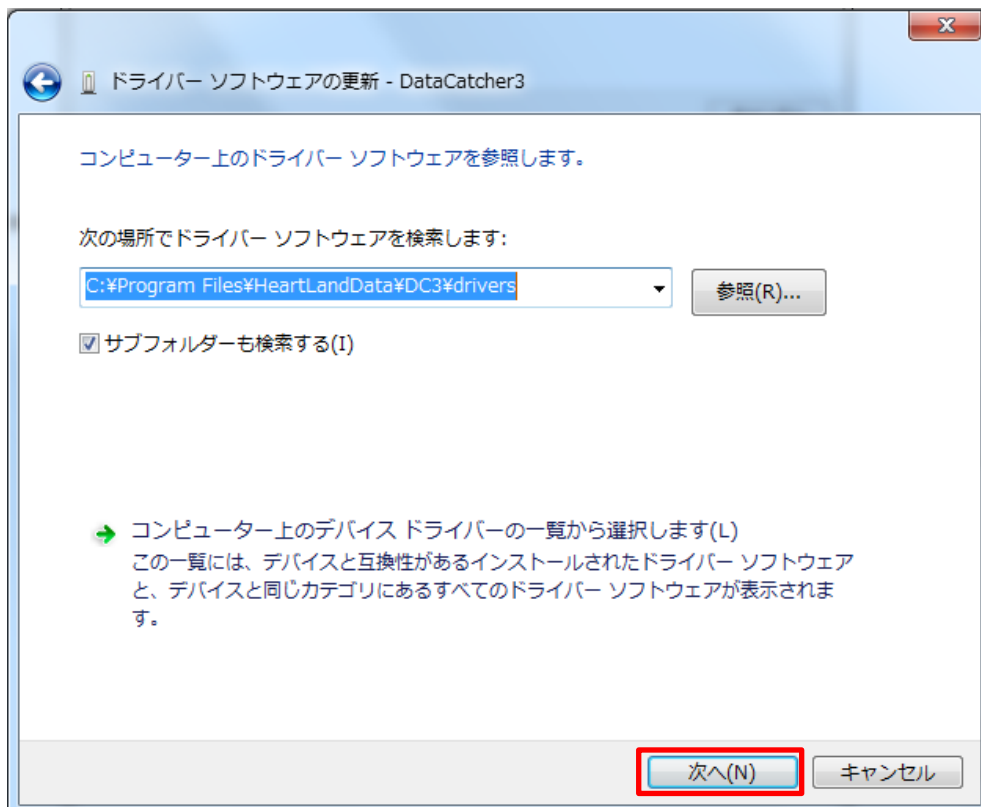 ドライバー ソフトウェアの更新 - DataCatcher3
コンピューター上のドライバー ソフトウェアを参照します。
次の場所でドライバー ソフトウェアを検索します:
C:¥Program Files¥HeartLandData¥DC3¥drivers
参照(R)...
サブフォルダーも検索する(I)
コンピューター上のデバイス ドライバーの一覧から選択します(L)
この一覧には、デバイスと互換性があるインストールされたドライバー ソフトウェア
と、デバイスと同じカテゴリにあるすべてのドライバー ソフトウェアが表示されま
す。
次へ(N)
キャンセル